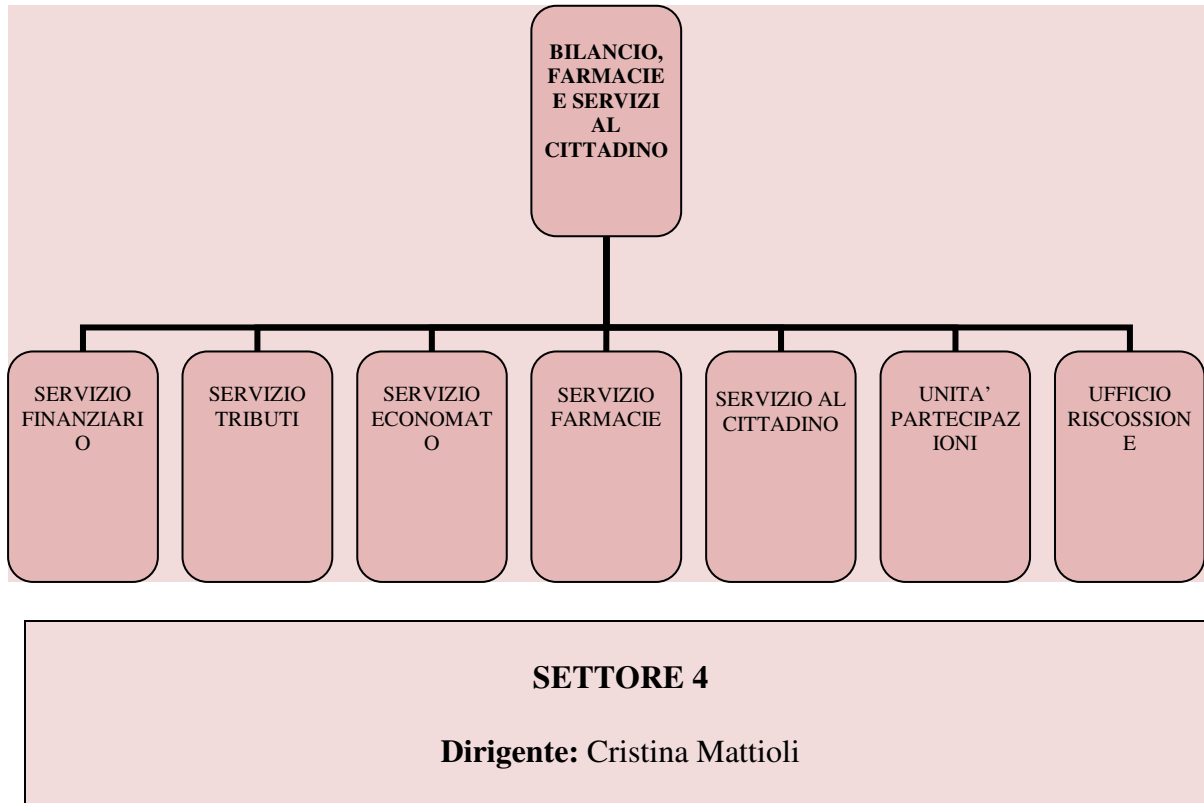 BILANCIO,
FARMACIE
E SERVIZI
AL
CITTADINO
SERVIZIO
FINANZIARI
O
SERVIZIO
TRIBUTI
SERVIZIO
ECONOMAT
O
SERVIZIO
FARMACIE
SERVIZIO AL
CITTADINO
UNITA’
PARTECIPAZ
IONI
UFFICIO
RISCOSSION
E
SETTORE 4
Dirigente: Cristina Mattioli